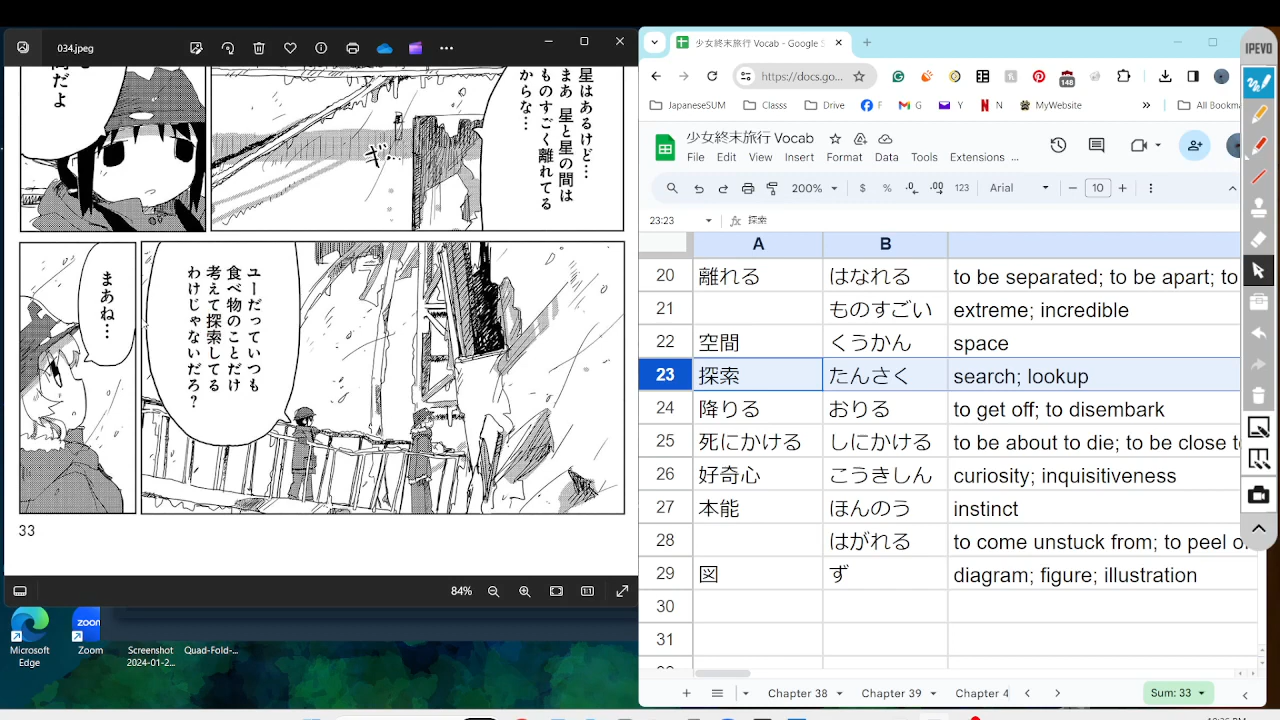 034.jpeg
間だよ
星はあるけど…
まあ 星と星の間は
ものすごく離れてる
からな…
ギ…
ユーだっていつも
食べ物のことだけ
考えて探索してる
わけじゃないだろ？
まあね…
33
84%
Microsoft
Edge
Zoom
zoom
Screenshot
2024-01-2...
Quad-Fold-...
少女終末旅行 Vocab - Google S
https://docs.go...
148
JapaneseSUM
Classs
Drive
F
G
Y
N
MyWebsite
All Bookm
少女終末旅行 Vocab
File Edit View Insert Format Data Tools Extensions ...
200% $ % .0 .00 123 Arial 10
23:23 fx 探索
A B
20 離れる はなれる to be separated; to be apart; to
21 ものすごい extreme; incredible
22 空間 くうかん space
23 探索 たんさく search; lookup
24 降りる おりる to get off; to disembark
25 死にかける しにかける to be about to die; to be close to
26 好奇心 こうきしん curiosity; inquisitiveness
27 本能 ほんのう instinct
28 はがれる to come unstuck from; to peel o
29 図 ず diagram; figure; illustration
30
31
Chapter 38 Chapter 39 Chapter 4 Sum: 33
IPEVO